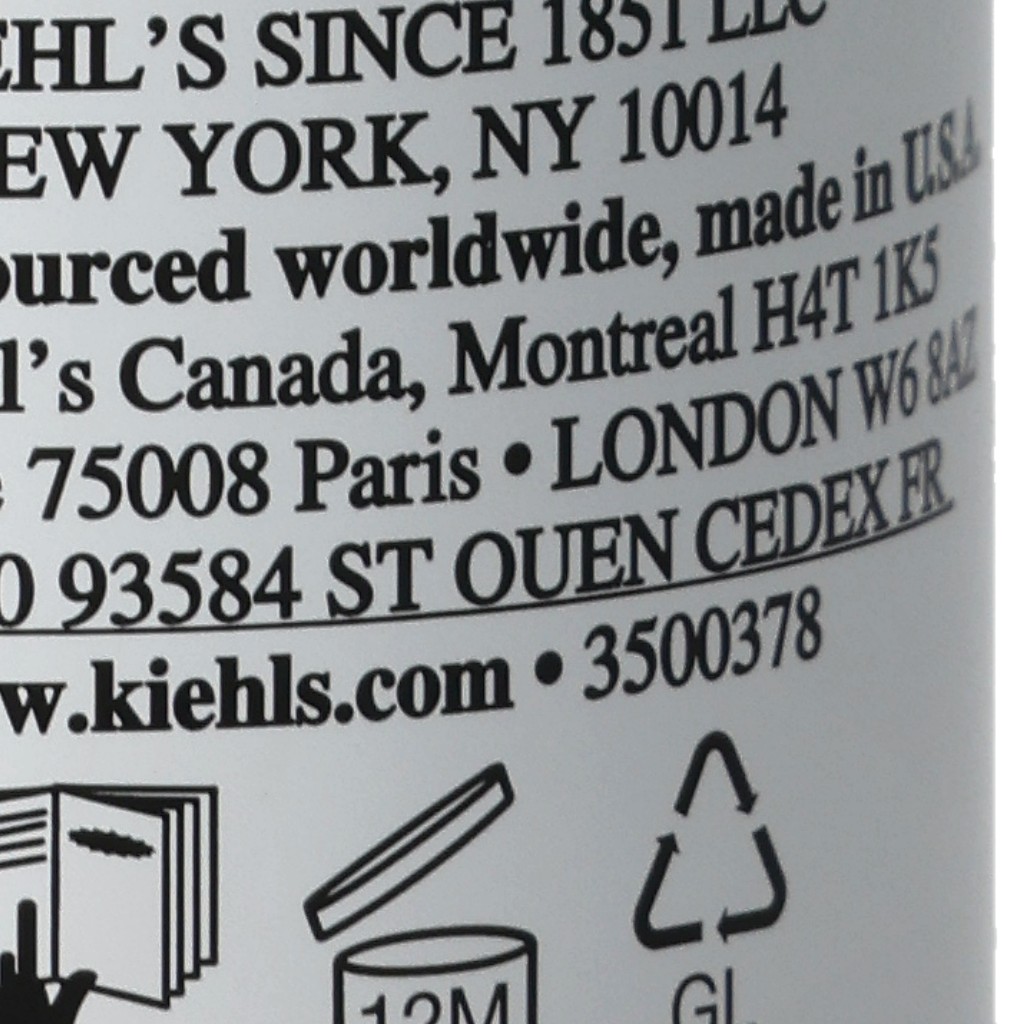 EHL'S SINCE 1851 LLC
EW YORK, NY 10014
ourced worldwide, made in U.S.A.
l's Canada, Montreal H4T 1K5
e 75008 Paris • LONDON W6 8AZ
0 93584 ST OUEN CEDEX FR
w.kiehls.com • 3500378
12M
GL